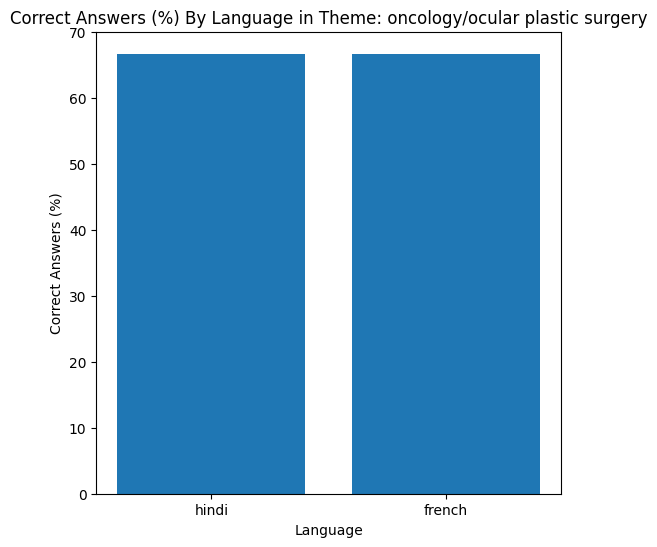 Correct Answers (%) By Language in Theme: oncology/ocular plastic surgery
70
60
50
40
30
20
10
0
Correct Answers (%)
hindi
french
Language